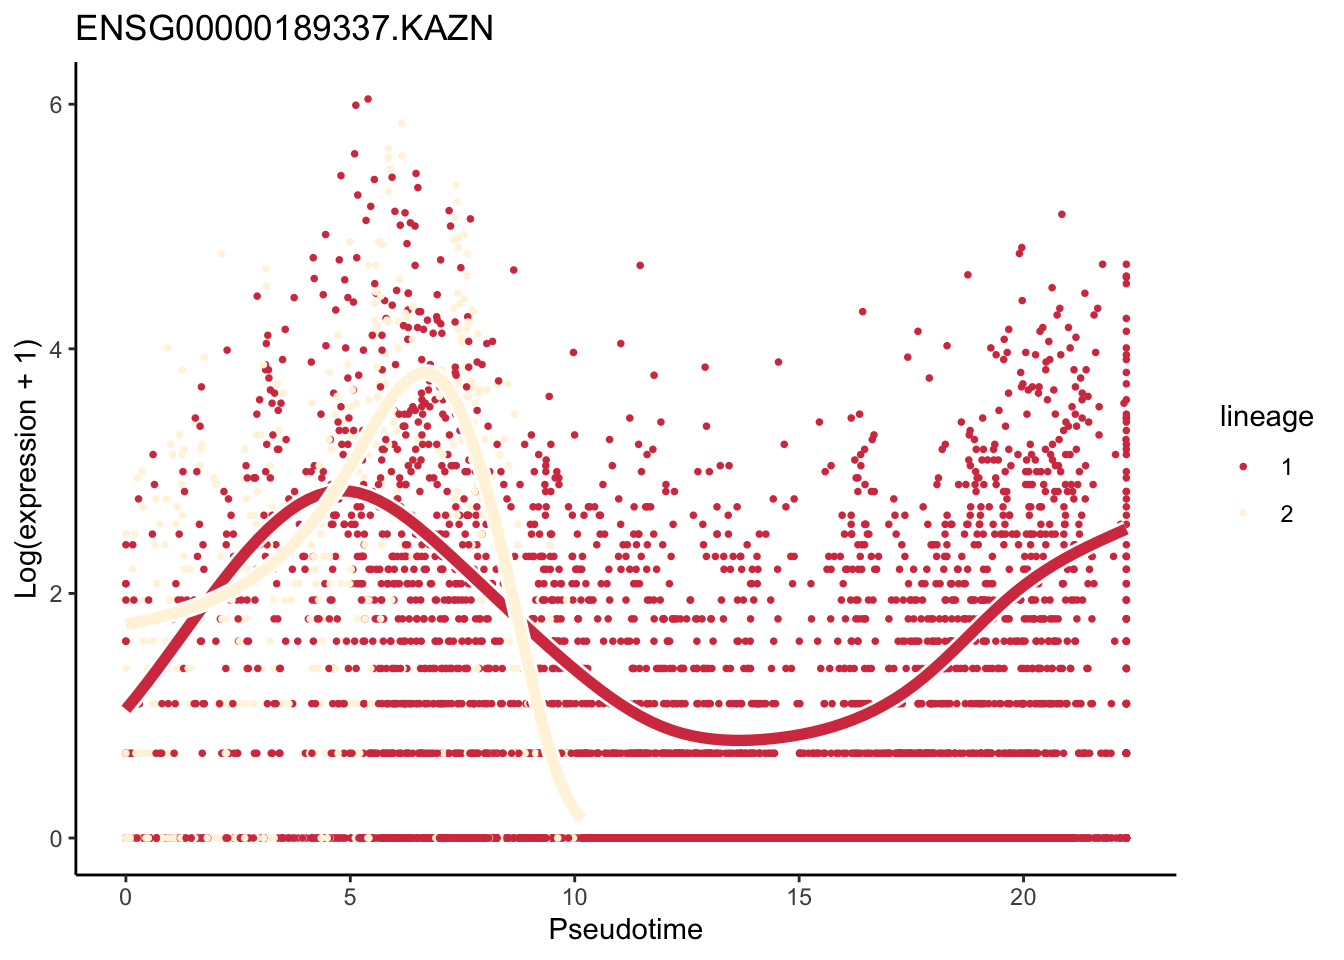 ENSG00000189337.KAZN
6
4
2
0
Log(expression + 1)
0 5 10 15 20
Pseudotime
lineage
1
2